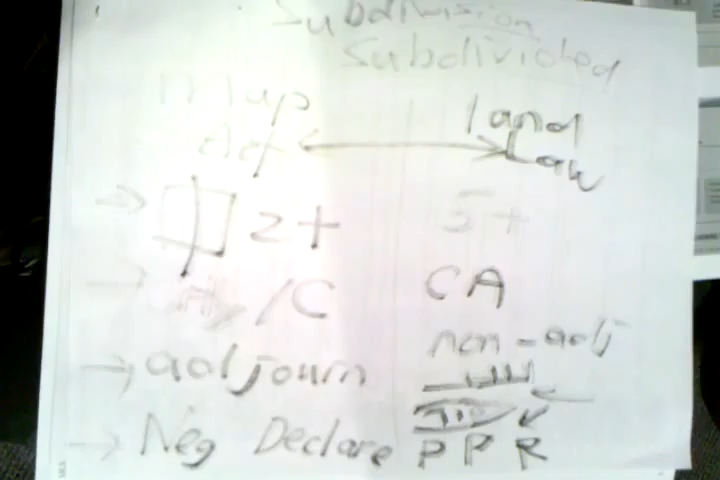 Subdivision
Subdivided
Map land
Act Law
2+ 5+
/C CA
adjourn non-adj
Neg Declare PPR